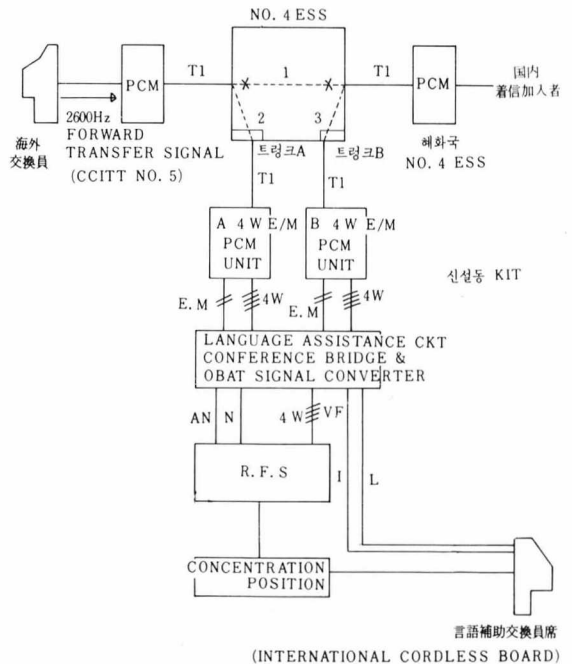 NO. 4 ESS
PCM
T1
1
T1
PCM
국内
着信加入者
2600Hz
FORWARD
TRANSFER SIGNAL
(CCITT NO. 5)
海外
交換員
2
3
트렁크A
트렁크B
혜화국
NO. 4 ESS
T1
T1
A 4W E/M
PCM
UNIT
B 4W E/M
PCM
UNIT
신설동 KIT
E.M
4W
E.M
4W
LANGUAGE ASSISTANCE CKT
CONFERENCE BRIDGE &
OBAT SIGNAL CONVERTER
AN
N
4W
VF
I
L
R.F.S
CONCENTRATION
POSITION
言語補助交換員席
(INTERNATIONAL CORDLESS BOARD)